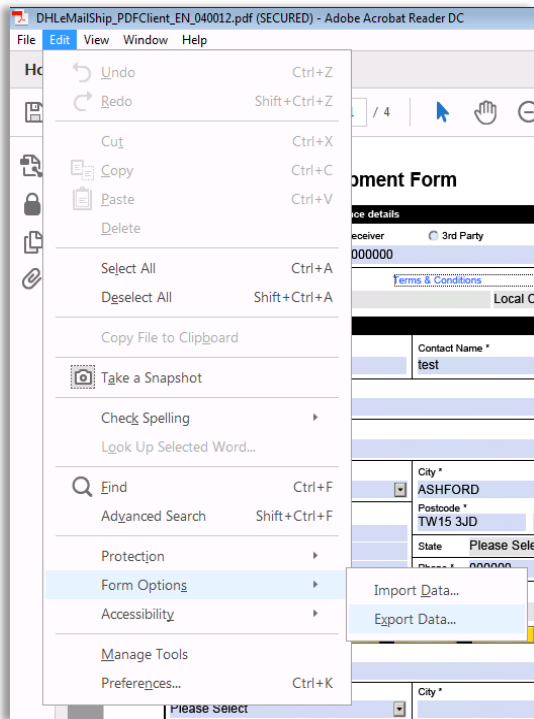 DHLeMailShip_PDFClient_EN_040012.pdf (SECURED) - Adobe Acrobat Reader DC
File Edit View Window Help
Undo Ctrl+Z
Redo Shift+Ctrl+Z
/ 4
Cut Ctrl+X
Copy Ctrl+C
Paste Ctrl+V
Delete
Select All Ctrl+A
Deselect All Shift+Ctrl+A
Copy File to Clipboard
Take a Snapshot
Check Spelling
Look Up Selected Word...
Find Ctrl+F
Advanced Search Shift+Ctrl+F
Protection
Form Options
Accessibility
Manage Tools
Preferences... Ctrl+K
Import Data...
Export Data...
Form
details
3rd Party
000000
Terms & Conditions
Local
Contact Name *
test
City *
ASHFORD
Postcode *
TW15 3JD
State Please
000000
City *
Please Select